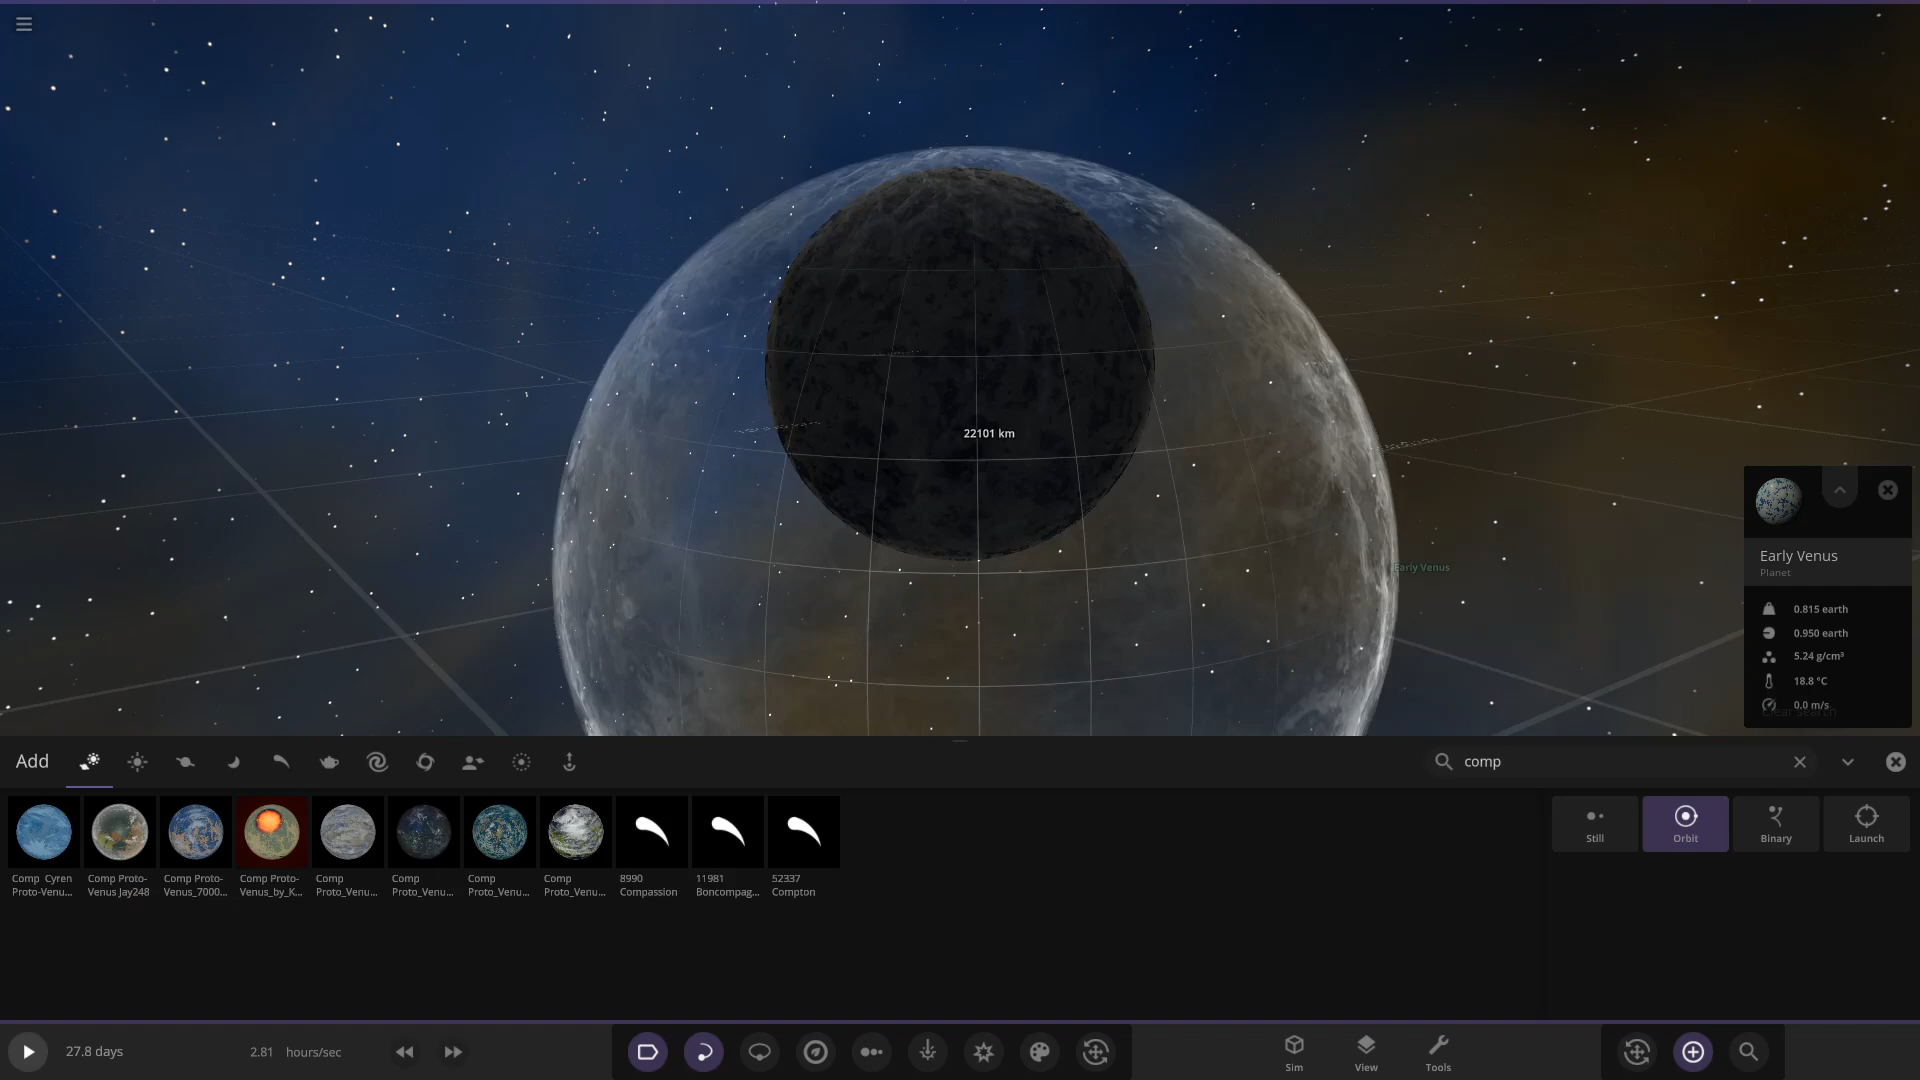 22101 km
Early Venus
Early Venus
Planet
0.815 earth
0.950 earth
5.24 g/cm³
18.8 °C
0.0 m/s
Clear Search
Add
comp
Comp Cyren
Proto-Venu...
Comp Proto-
Venus Jay248
Comp Proto-
Venus_7000...
Comp Proto-
Venus_by_K...
Comp
Proto_Venu...
Comp
Proto_Venu...
Comp
Proto_Venu...
Comp
Proto_Venu...
8990
Compassion
11981
Boncompag...
52337
Compton
Still
Orbit
Binary
Launch
27.8 days
2.81 hours/sec
Sim
View
Tools